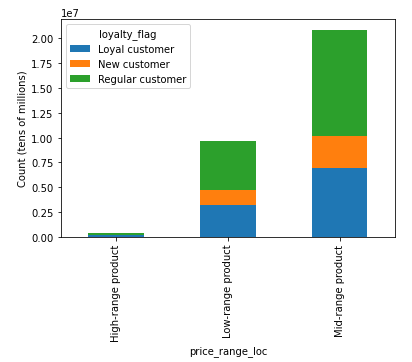 1e7
2.00
1.75
1.50
1.25
1.00
0.75
0.50
0.25
0.00
Count (tens of millions)
loyalty_flag
Loyal customer
New customer
Regular customer
High-range product
Low-range product
Mid-range product
price_range_loc